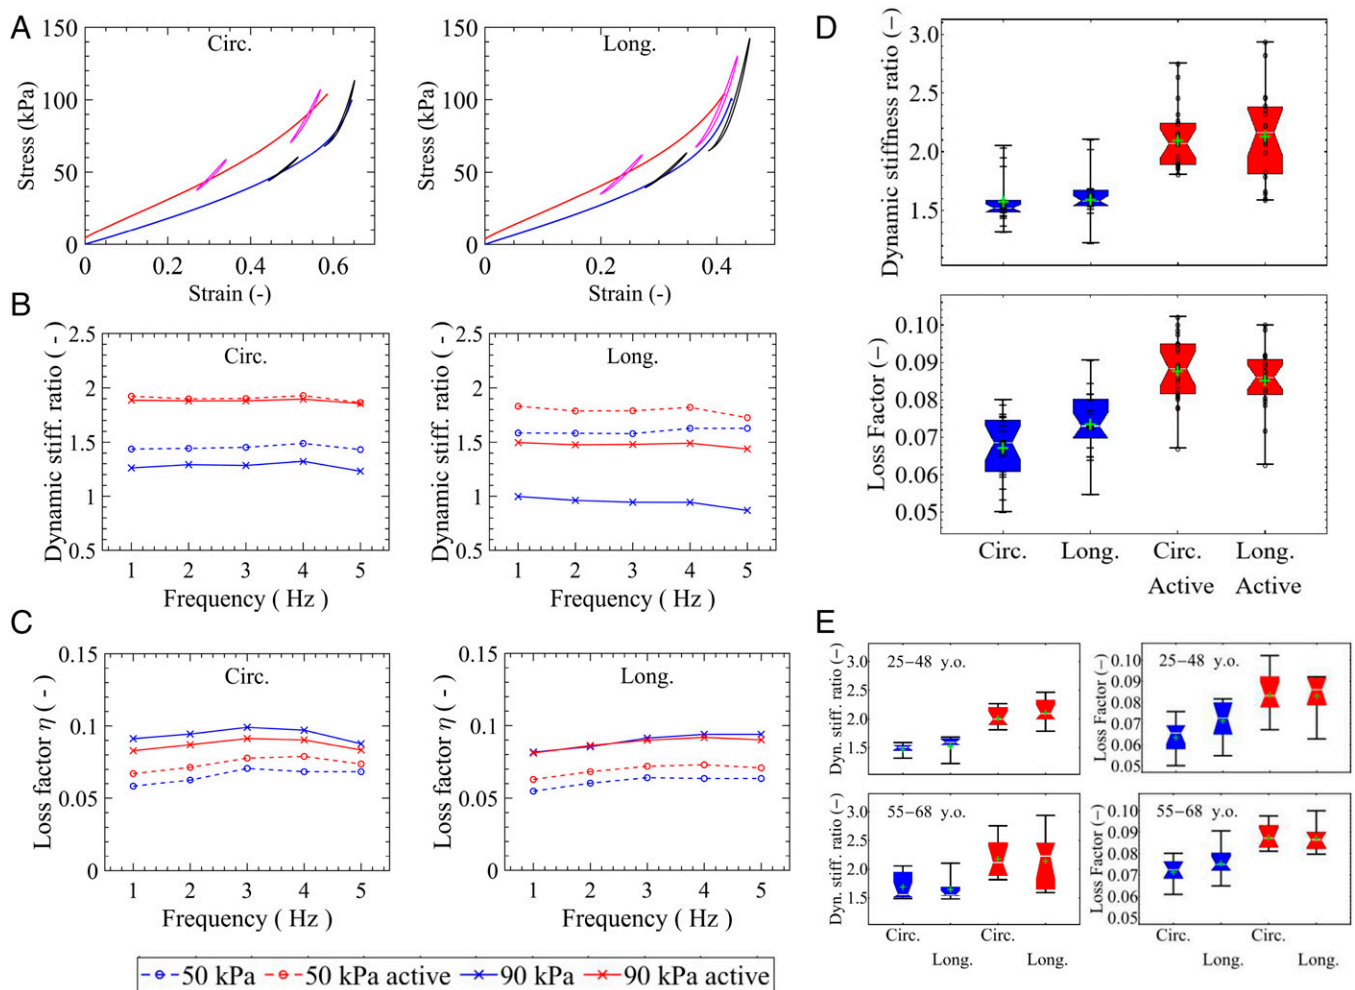 A
Circ.
Stress (kPa)
150
100
50
0
0
0.2
0.4
0.6
Strain (-)
Long.
Stress (kPa)
150
100
50
0
0
0.2
0.4
Strain (-)
B
Circ.
Dynamic stiff. ratio ( - )
2.5
2
1.5
1
0.5
1 2 3 4 5
Frequency ( Hz )
Long.
Dynamic stiff. ratio ( - )
2.5
2
1.5
1
0.5
1 2 3 4 5
Frequency ( Hz )
C
Circ.
Loss factor η ( - )
0.15
0.1
0.05
0
1 2 3 4 5
Frequency ( Hz )
Long.
Loss factor η ( - )
0.15
0.1
0.05
0
1 2 3 4 5
Frequency ( Hz )
50 kPa 50 kPa active 90 kPa 90 kPa active
D
Dynamic stiffness ratio (−)
3.0
2.5
2.0
1.5
Loss Factor (−)
0.10
0.09
0.08
0.07
0.06
0.05
Circ. Long. Circ. Long.
Active Active
E
Dyn. stiff. ratio (−)
3.0
2.5
2.0
1.5
25−48 y.o.
Loss Factor (−)
0.10
0.09
0.08
0.07
0.06
0.05
25−48 y.o.
Dyn. stiff. ratio (−)
3.0
2.5
2.0
1.5
55−68 y.o.
Circ. Circ.
Long. Long.
Loss Factor (−)
0.10
0.09
0.08
0.07
0.06
0.05
55−68 y.o.
Circ. Circ.
Long. Long.